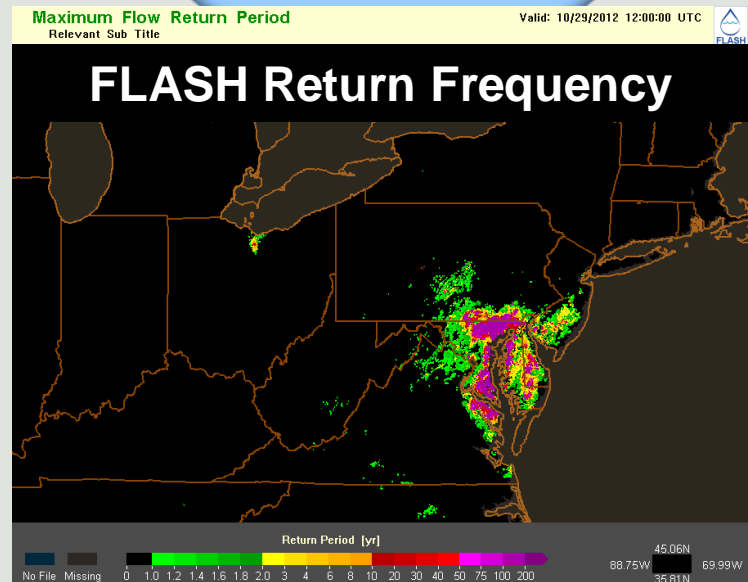 Maximum Flow Return Period
Valid: 10/29/2012 12:00:00 UTC
Relevant Sub Title
FLASH
FLASH Return Frequency
Return Period [yr]
No File Missing 0 1.0 1.2 1.4 1.6 1.8 2.0 3 4 6 8 10 20 30 40 50 75 100 200
45.06N
88.75W 69.99W
35.81N